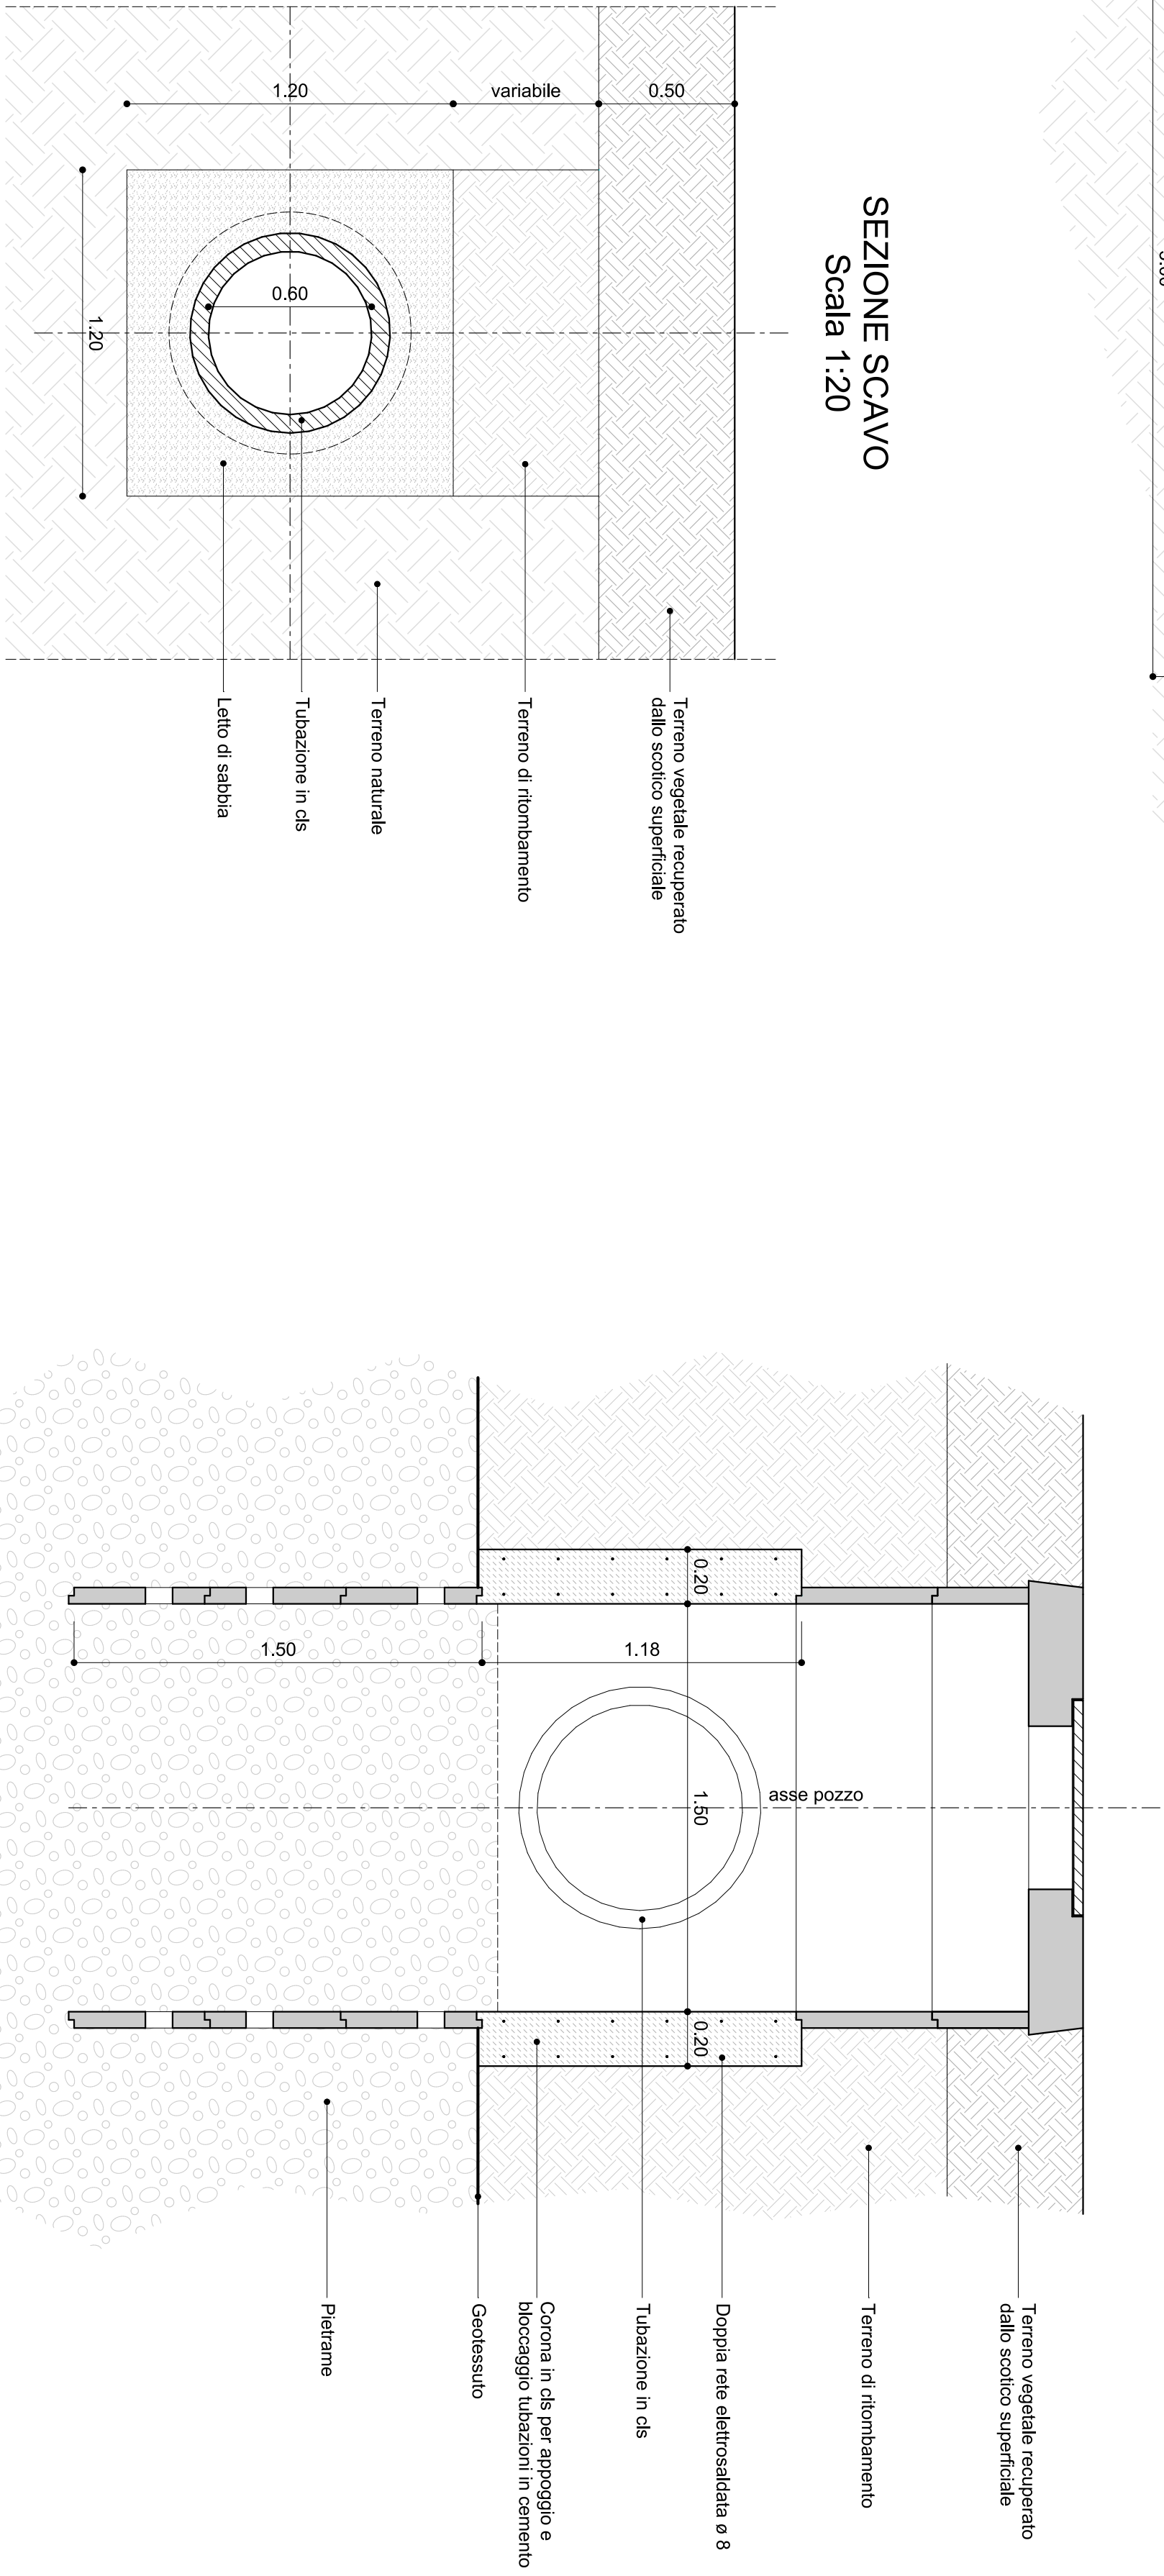 SEZIONE SCAVO
Scala 1:20
0.50
variabile
1.20
0.60
1.20
Terreno vegetale recuperato
dallo scotico superficiale
Terreno di ritombamento
Terreno naturale
Tubazione in cls
Letto di sabbia
0.20
1.50
0.20
1.18
1.50
asse pozzo
Terreno vegetale recuperato
dallo scotico superficiale
Terreno di ritombamento
Doppia rete elettrosaldata ø 8
Tubazione in cls
Corona in cls per appoggio e
bloccaggio tubazioni in cemento
Geotessuto
Pietrame